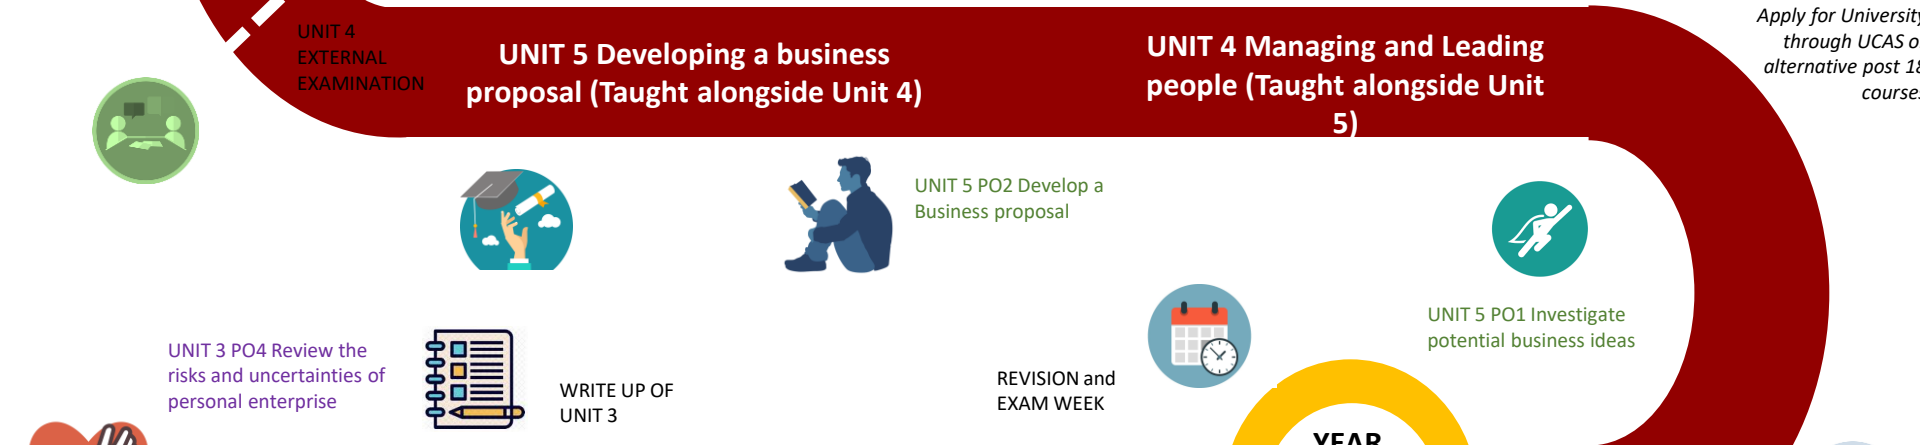 UNIT 4
EXTERNAL
EXAMINATION
UNIT 5 Developing a business
proposal (Taught alongside Unit 4)
UNIT 4 Managing and Leading
people (Taught alongside Unit
5)
Apply for University
through UCAS o
alternative post 18
courses
UNIT 5 PO2 Develop a
Business proposal
UNIT 5 PO1 Investigate
potential business ideas
UNIT 3 PO4 Review the
risks and uncertainties of
personal enterprise
WRITE UP OF
UNIT 3
REVISION and
EXAM WEEK
YEAR